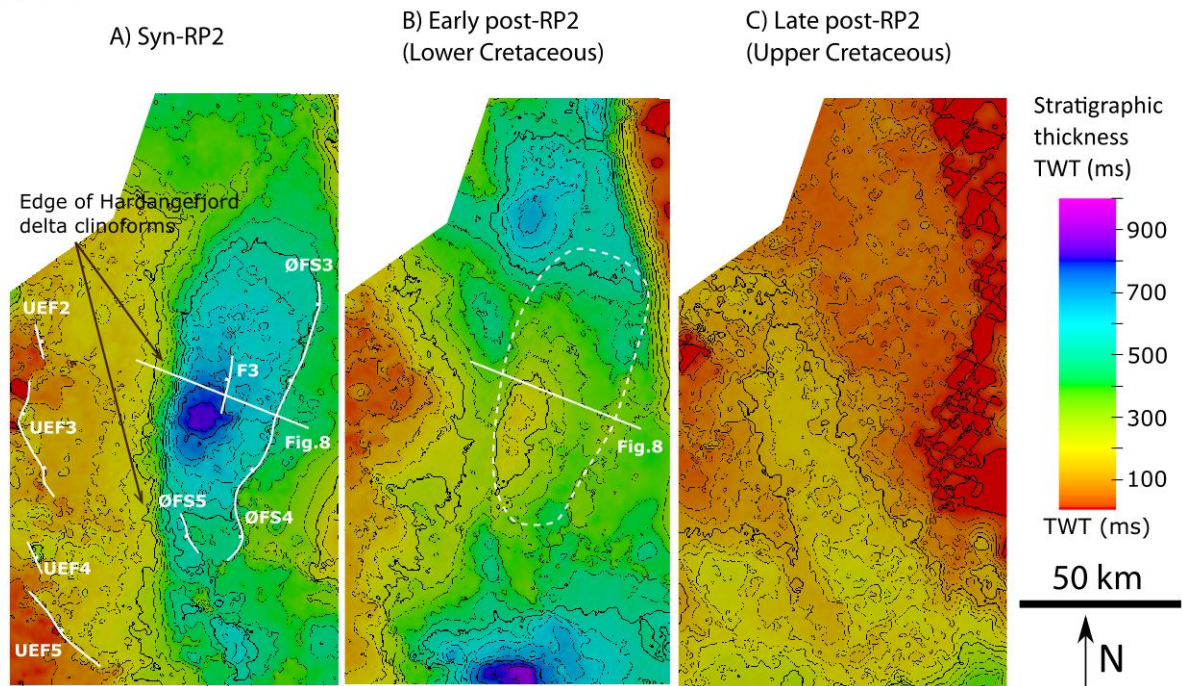 A) Syn-RP2
B) Early post-RP2
(Lower Cretaceous)
C) Late post-RP2
(Upper Cretaceous)
Edge of Hardangefjord
delta clinoforms
ØFS3
UEF2
F3
UEF3
Fig.8
ØFS5
ØFS4
UEF4
UEF5
Fig.8
Stratigraphic
thickness
TWT (ms)
900
700
500
300
100
TWT (ms)
50 km
N